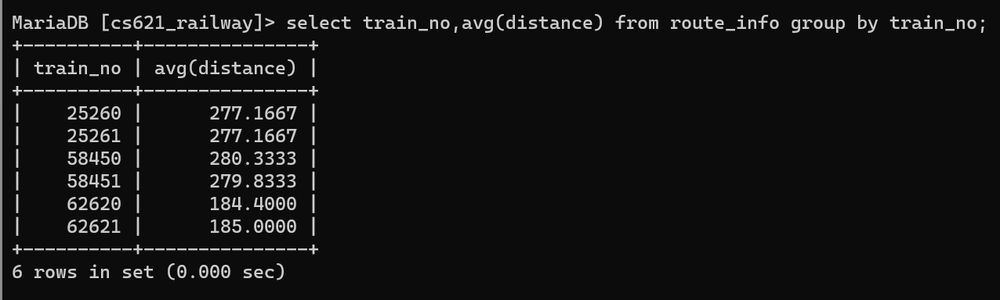 MariaDB [cs621_railway]> select train_no,avg(distance) from route_info group by train_no;
+----------+---------------+
| train_no | avg(distance) |
+----------+---------------+
|    25260 |      277.1667 |
|    25261 |      277.1667 |
|    58450 |      280.3333 |
|    58451 |      279.8333 |
|    62620 |      184.4000 |
|    62621 |      185.0000 |
+----------+---------------+
6 rows in set (0.000 sec)